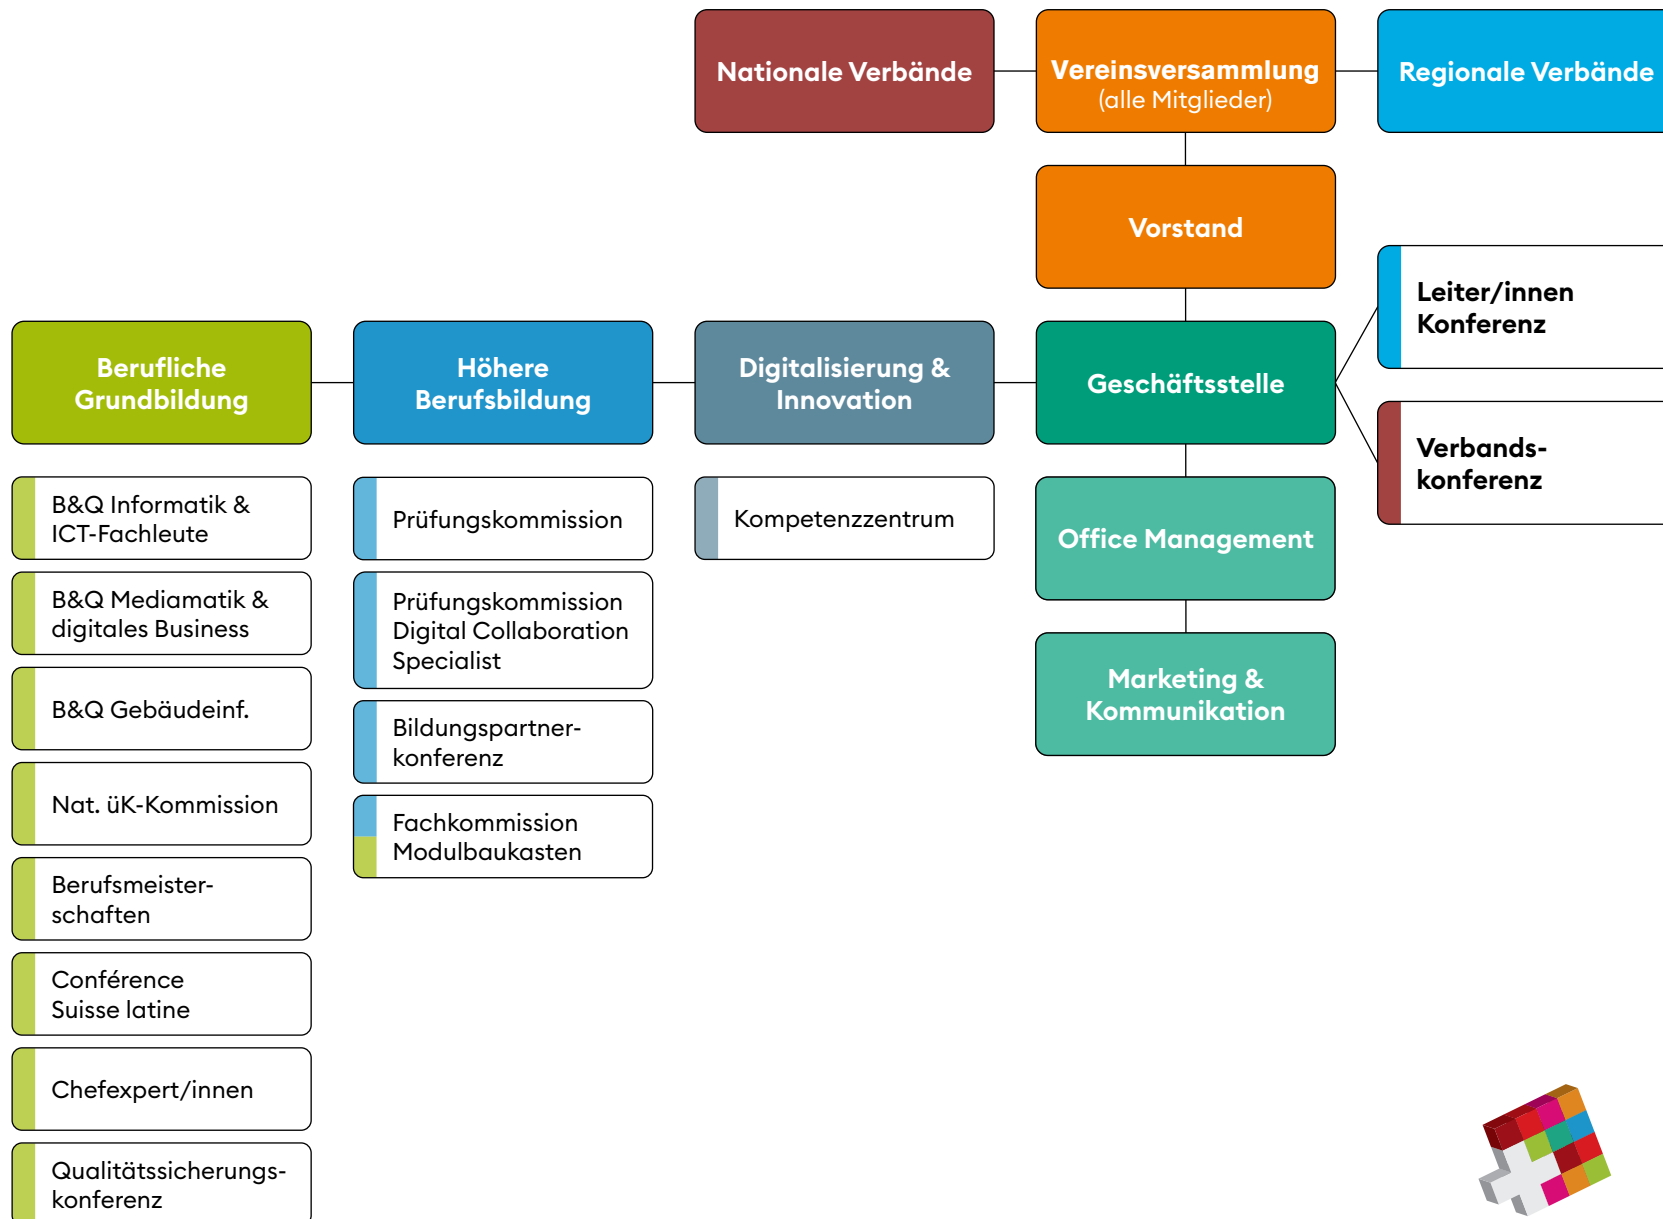 Nationale Verbände
Vereinsversammlung
(alle Mitglieder)
Regionale Verbände
Vorstand
Leiter/innen
Konferenz
Berufliche
Grundbildung
Höhere
Berufsbildung
Digitalisierung &
Innovation
Geschäftsstelle
Verbands-
konferenz
B&Q Informatik &
ICT-Fachleute
B&Q Mediamatik &
digitales Business
B&Q Gebäudeinf.
Nat. üK-Kommission
Berufsmeister-
schaften
Conférence
Suisse latine
Chefexpert/innen
Qualitätssicherungs-
konferenz
Prüfungskommission
Prüfungskommission
Digital Collaboration
Specialist
Bildungspartner-
konferenz
Fachkommission
Modulbaukasten
Kompetenzzentrum
Office Management
Marketing &
Kommunikation